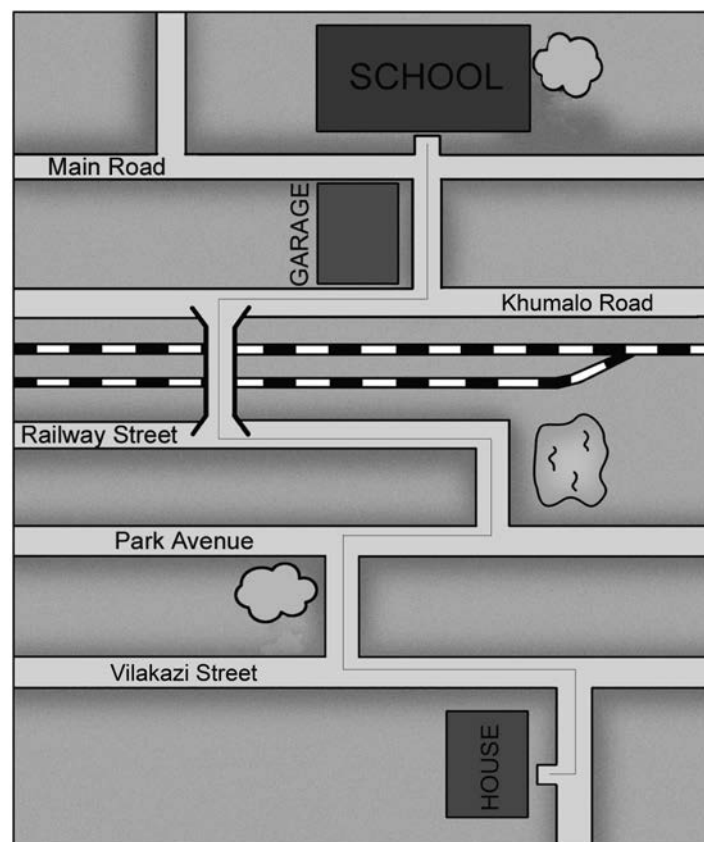 SCHOOL
Main Road
GARAGE
Khumalo Road
Railway Street
Park Avenue
Vilakazi Street
HOUSE